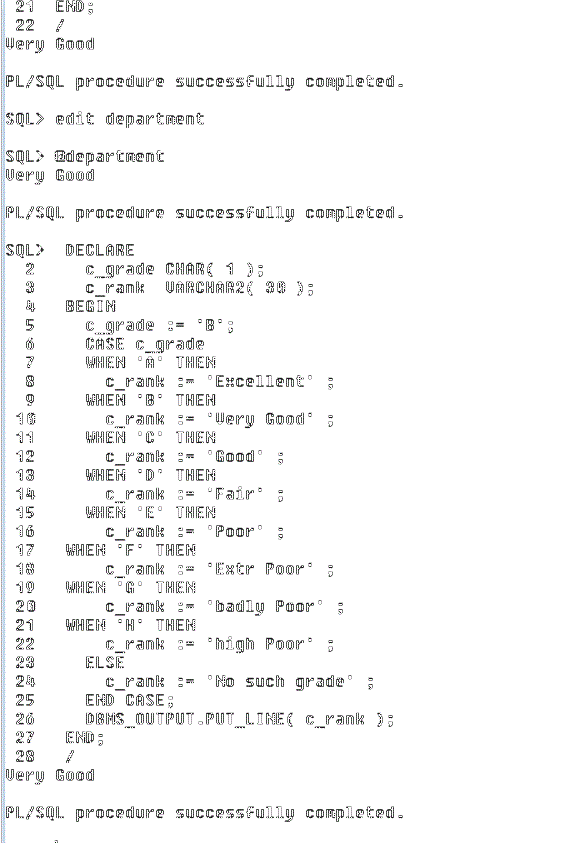 21  END;
22  /
Very Good
PL/SQL procedure successfully completed.
SQL> edit department
SQL> @department
Very Good
PL/SQL procedure successfully completed.
SQL>  DECLARE
2     c_grade CHAR( 1 );
3     c_rank  VARCHAR2( 30 );
4   BEGIN
5     c_grade := 'B';
6     CASE c_grade
7     WHEN 'A' THEN
8       c_rank := 'Excellent' ;
9     WHEN 'B' THEN
10       c_rank := 'Very Good' ;
11     WHEN 'C' THEN
12       c_rank := 'Good' ;
13     WHEN 'D' THEN
14       c_rank := 'Fair' ;
15     WHEN 'E' THEN
16       c_rank := 'Poor' ;
17   WHEN 'F' THEN
18       c_rank := 'Extr Poor' ;
19   WHEN 'G' THEN
20       c_rank := 'badly Poor' ;
21   WHEN 'H' THEN
22       c_rank := 'high Poor' ;
23     ELSE
24       c_rank := 'No such grade' ;
25     END CASE;
26     DBMS_OUTPUT.PUT_LINE( c_rank );
27   END;
28   /
Very Good
PL/SQL procedure successfully completed.